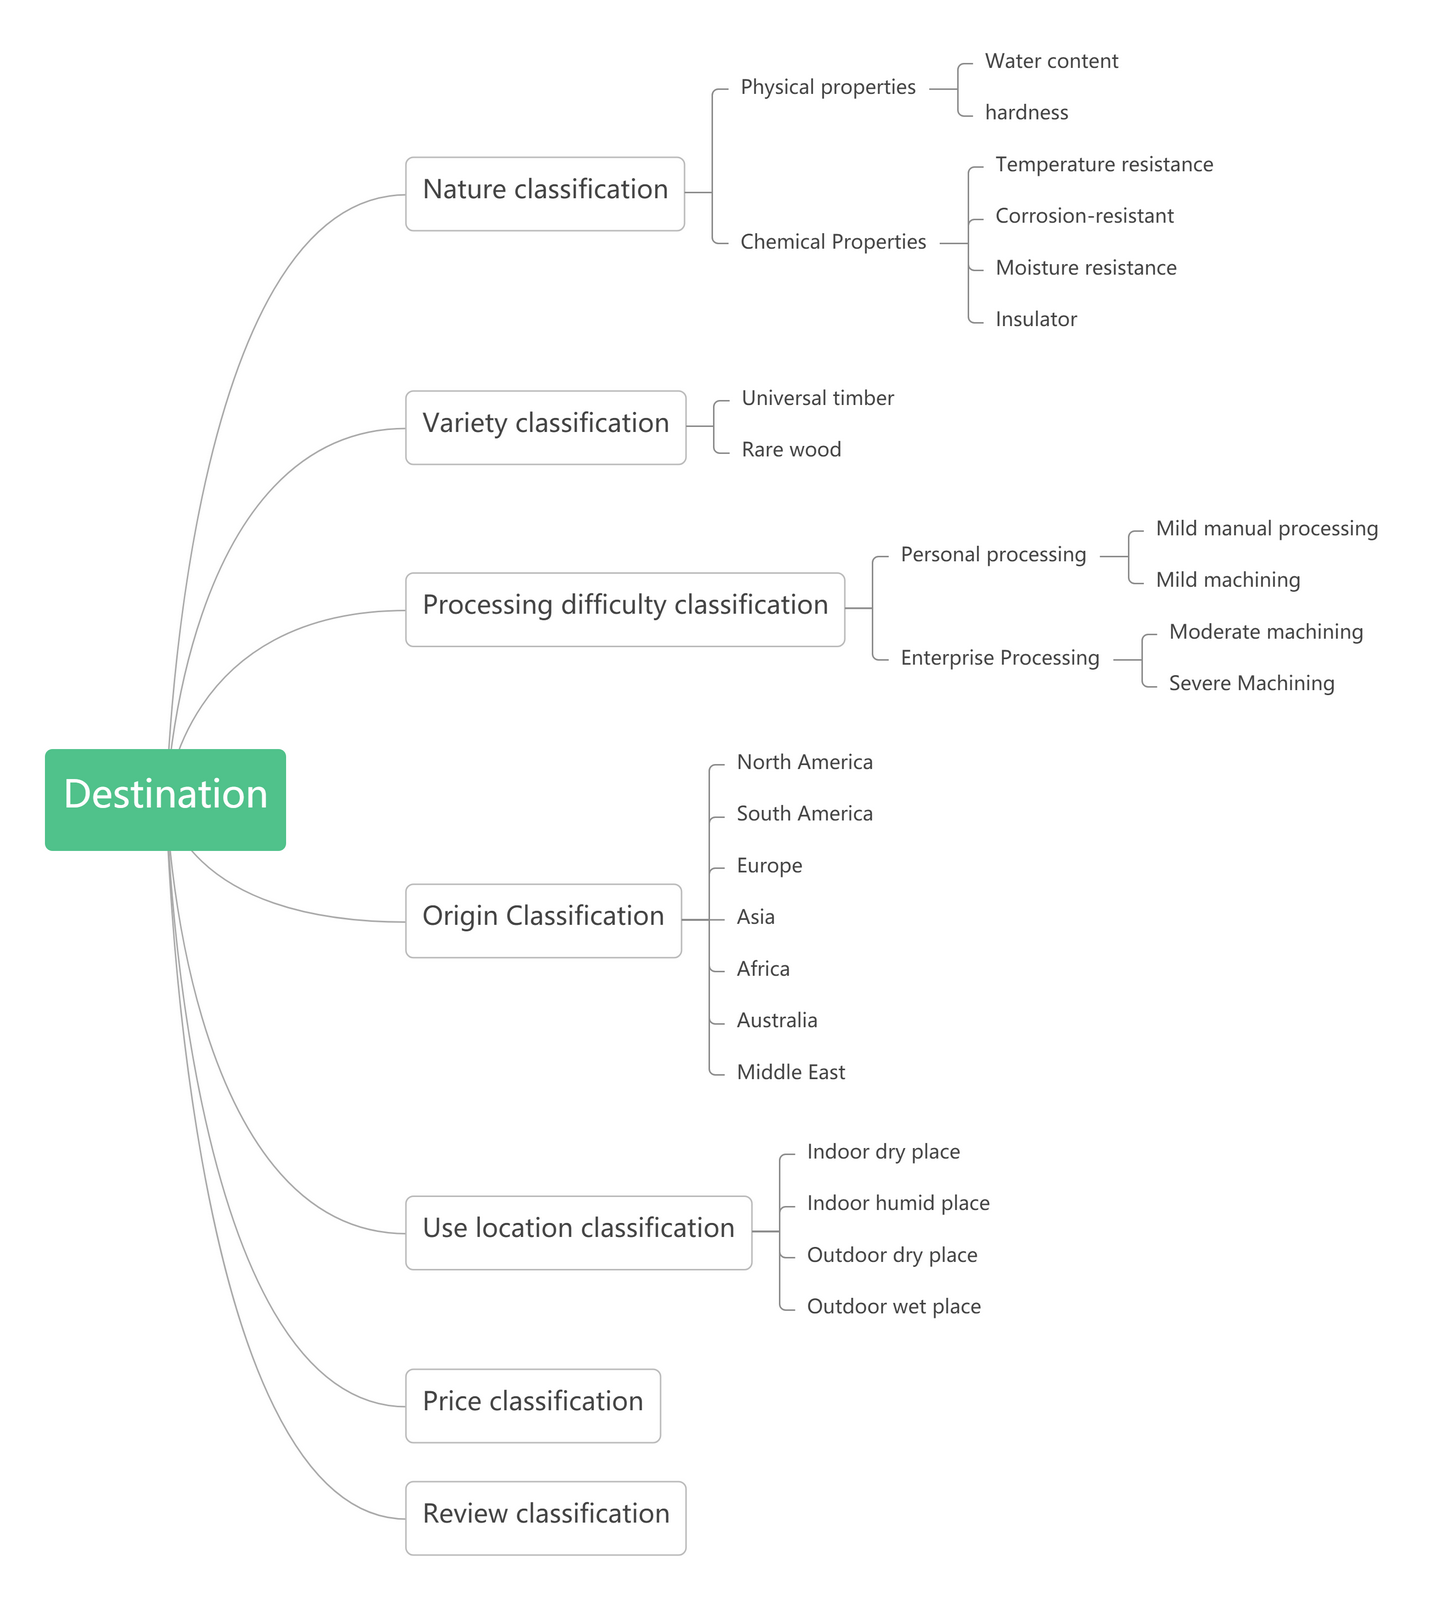 Destination
Nature classification
Physical properties
Water content
hardness
Chemical Properties
Temperature resistance
Corrosion-resistant
Moisture resistance
Insulator
Variety classification
Universal timber
Rare wood
Processing difficulty classification
Personal processing
Mild manual processing
Mild machining
Enterprise Processing
Moderate machining
Severe Machining
Origin Classification
North America
South America
Europe
Asia
Africa
Australia
Middle East
Use location classification
Indoor dry place
Indoor humid place
Outdoor dry place
Outdoor wet place
Price classification
Review classification